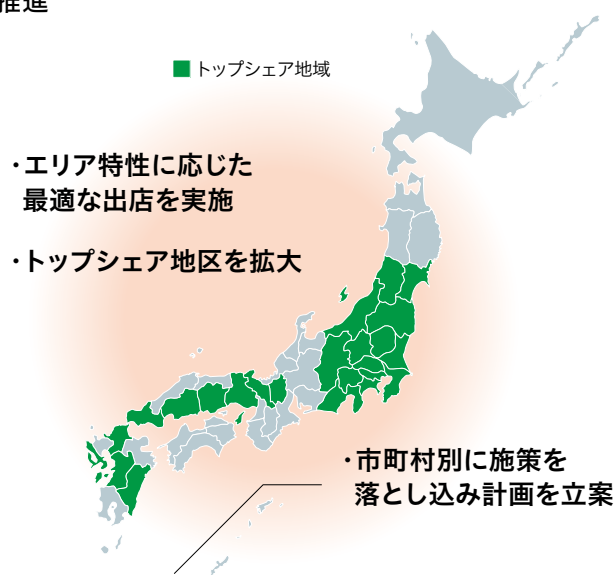 推進
トップシェア地域
・エリア特性に応じた
最適な出店を実施
・トップシェア地区を拡大
・市町村別に施策を
落とし込み計画を立案